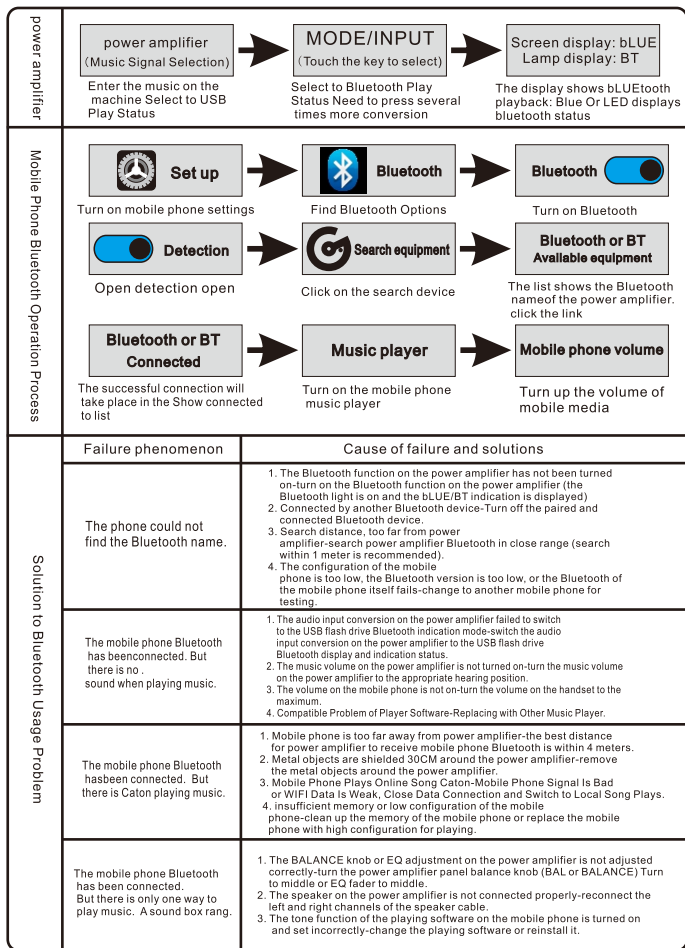 power amplifier
power amplifier
(Music Signal Selection)
Enter the music on the
machine Select to USB
Play Status
MODE/INPUT
(Touch the key to select)
Select to Bluetooth Play
Status Need to press several
times more conversion
Screen display: bLUE
Lamp display: BT
The display shows bLUEtooth
playback: Blue Or LED displays
bluetooth status
Mobile Phone Bluetooth Operation Process
Set up
Turn on mobile phone settings
Bluetooth
Find Bluetooth Options
Bluetooth
Turn on Bluetooth
Detection
Open detection open
Search equipment
Click on the search device
Bluetooth or BT
Available equipment
The list shows the Bluetooth
nameof the power amplifier.
click the link
Bluetooth or BT
Connected
The successful connection will
take place in the Show connected
to list
Music player
Turn on the mobile phone
music player
Mobile phone volume
Turn up the volume of
mobile media
Solution to Bluetooth Usage Problem
Failure phenomenon
Cause of failure and solutions
The phone could not
find the Bluetooth name.
1. The Bluetooth function on the power amplifier has not been turned
on-turn on the Bluetooth function on the power amplifier (the
Bluetooth light is on and the bLUE/BT indication is displayed)
2. Connected by another Bluetooth device-Turn off the paired and
connected Bluetooth device.
3. Search distance, too far from power
amplifier-search power amplifier Bluetooth in close range (search
within 1 meter is recommended).
4. The configuration of the mobile
phone is too low, the Bluetooth version is too low, or the Bluetooth of
the mobile phone itself fails-change to another mobile phone for
testing.
The mobile phone Bluetooth
has beenconnected. But
there is no .
sound when playing music.
1. The audio input conversion on the power amplifier failed to switch
to the USB flash drive Bluetooth indication mode-switch the audio
input conversion on the power amplifier to the USB flash drive
Bluetooth display and indication status.
2. The music volume on the power amplifier is not turned on-turn the music volume
on the power amplifier to the appropriate hearing position.
3. The volume on the mobile phone is not on-turn the volume on the handset to the
maximum.
4. Compatible Problem of Player Software-Replacing with Other Music Player.
The mobile phone Bluetooth
hasbeen connected. But
there is Caton playing music.
1. Mobile phone is too far away from power amplifier-the best distance
for power amplifier to receive mobile phone Bluetooth is within 4 meters.
2. Metal objects are shielded 30CM around the power amplifier-remove
the metal objects around the power amplifier.
3. Mobile Phone Plays Online Song Caton-Mobile Phone Signal Is Bad
or WIFI Data Is Weak, Close Data Connection and Switch to Local Song Plays.
4. insufficient memory or low configuration of the mobile
phone-clean up the memory of the mobile phone or replace the mobile
phone with high configuration for playing.
The mobile phone Bluetooth
has been connected.
But there is only one way to
play music. A sound box rang.
1. The BALANCE knob or EQ adjustment on the power amplifier is not adjusted
correctly-turn the power amplifier panel balance knob (BAL or BALANCE) Turn
to middle or EQ fader to middle.
2. The speaker on the power amplifier is not connected properly-reconnect the
left and right channels of the speaker cable.
3. The tone function of the playing software on the mobile phone is turned on
and set incorrectly-change the playing software or reinstall it.